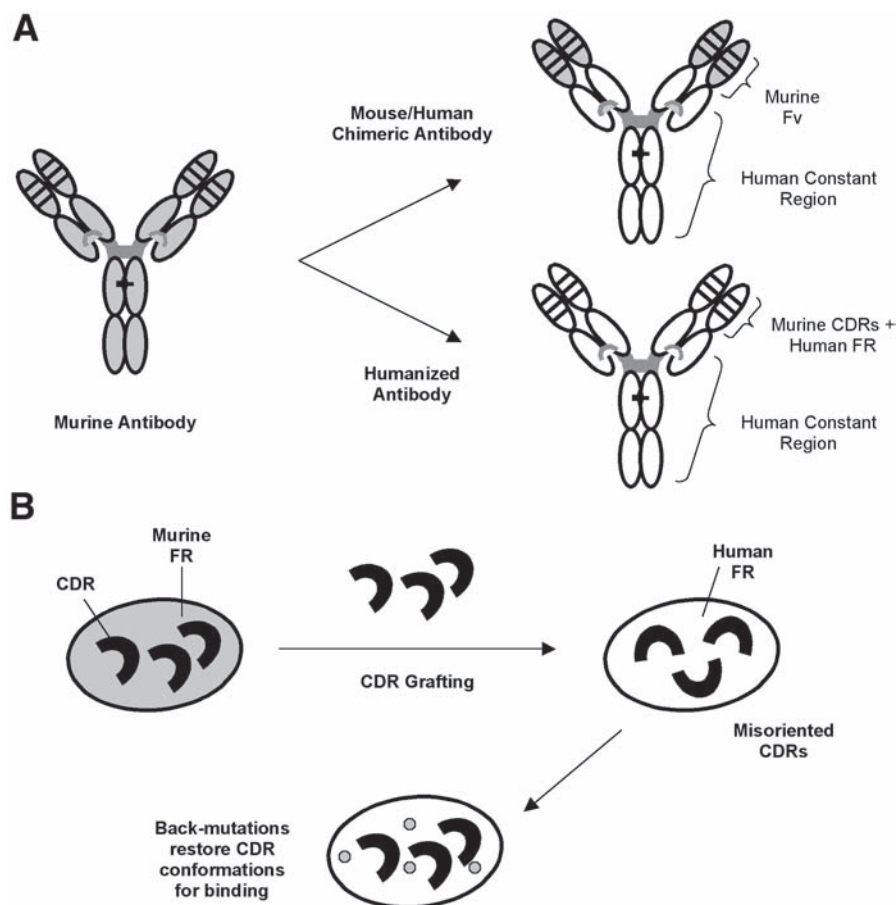 A
Mouse/Human
Chimeric Antibody
Murine
Fv
Human Constant
Region
Murine CDRs +
Human FR
Humanized
Antibody
Murine Antibody
Human Constant
Region
B
Murine
FR
CDR
CDR Grafting
Human
FR
Misoriented
CDRs
Back-mutations
restore CDR
conformations
for binding